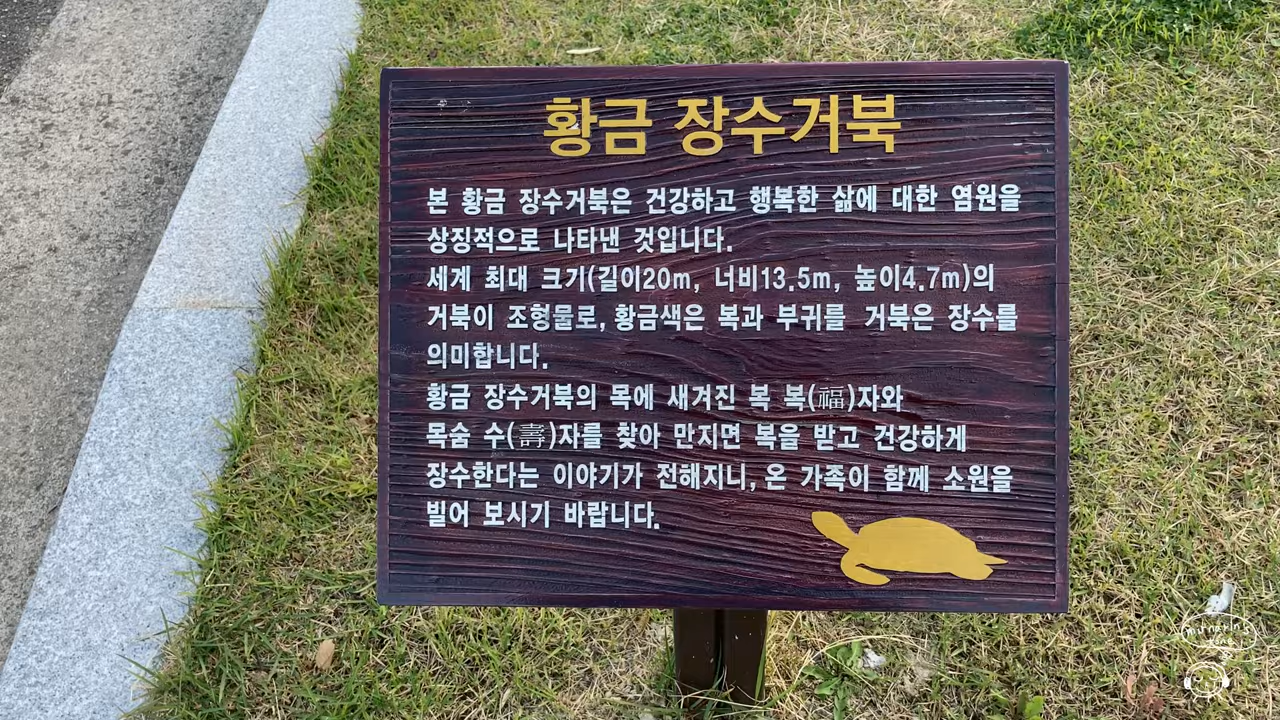 황금 장수거북
본 황금 장수거북은 건강하고 행복한 삶에 대한 염원을
상징적으로 나타낸 것입니다.
세계 최대 크기(길이20m, 너비13.5m, 높이4.7m)의
거북이 조형물로, 황금색은 복과 부귀를 거북은 장수를
의미합니다.
황금 장수거북의 목에 새겨진 복 복(福)자와
목숨 수(壽)자를 찾아 만지면 복을 받고 건강하게
장수한다는 이야기가 전해지니, 온 가족이 함께 소원을
빌어 보시기 바랍니다.